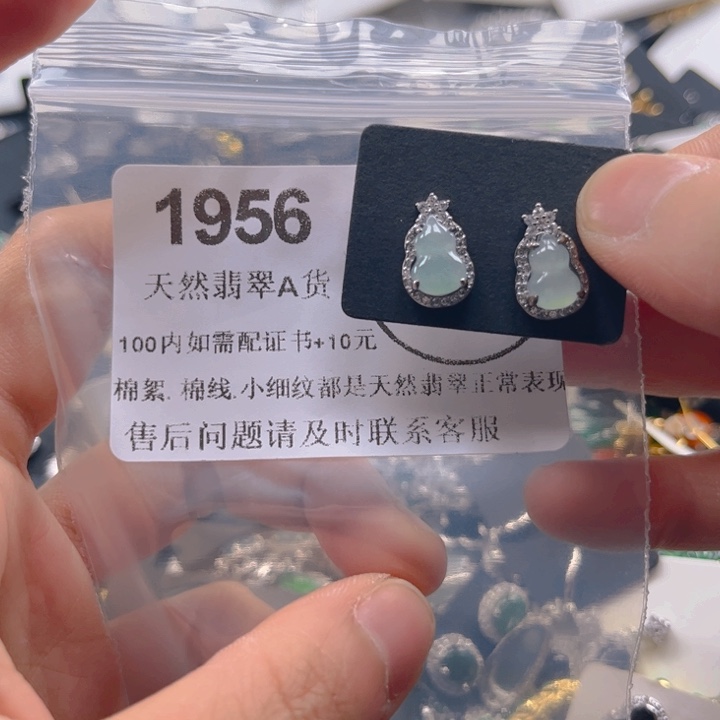 1956
天然翡翠A货
100内如需配证书+10元
棉絮. 棉线.小细纹都是天然翡翠正常表现
售后问题请及时联系客服